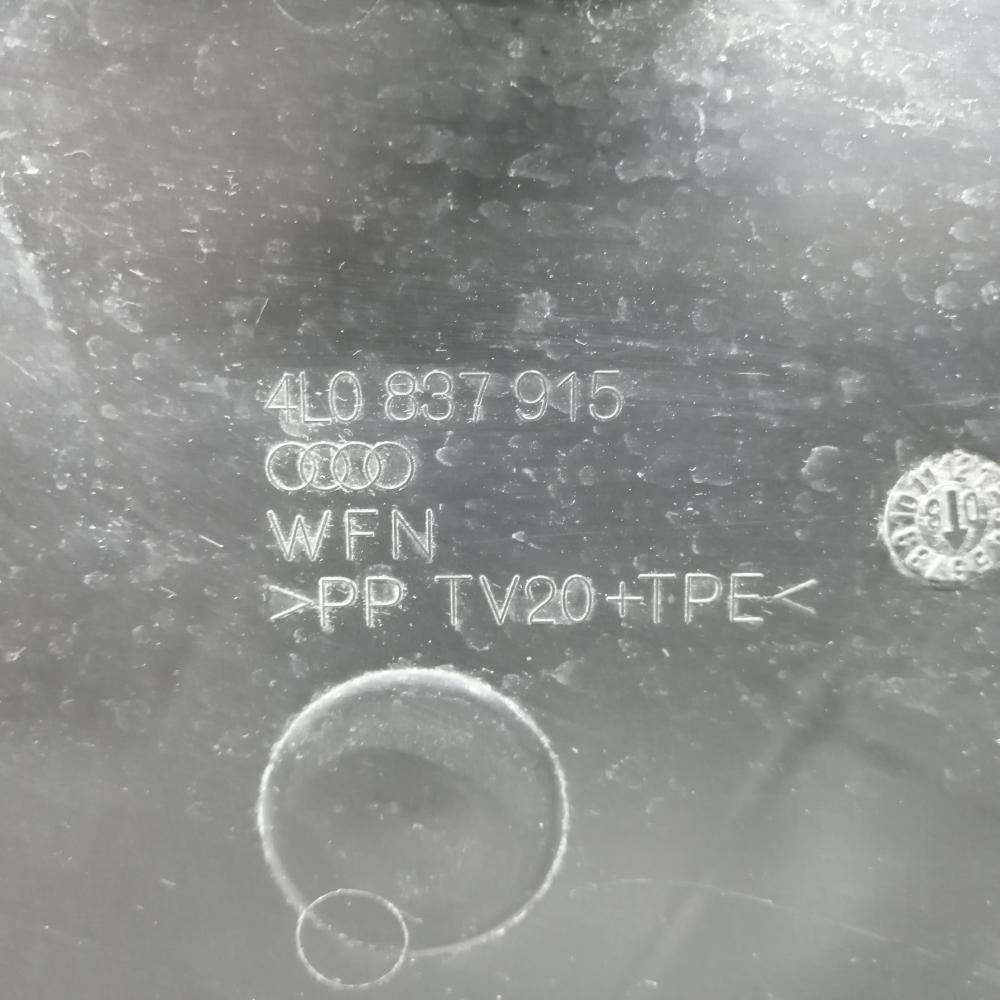 4L0 837 915
WFN
>PP TV20+TPE<